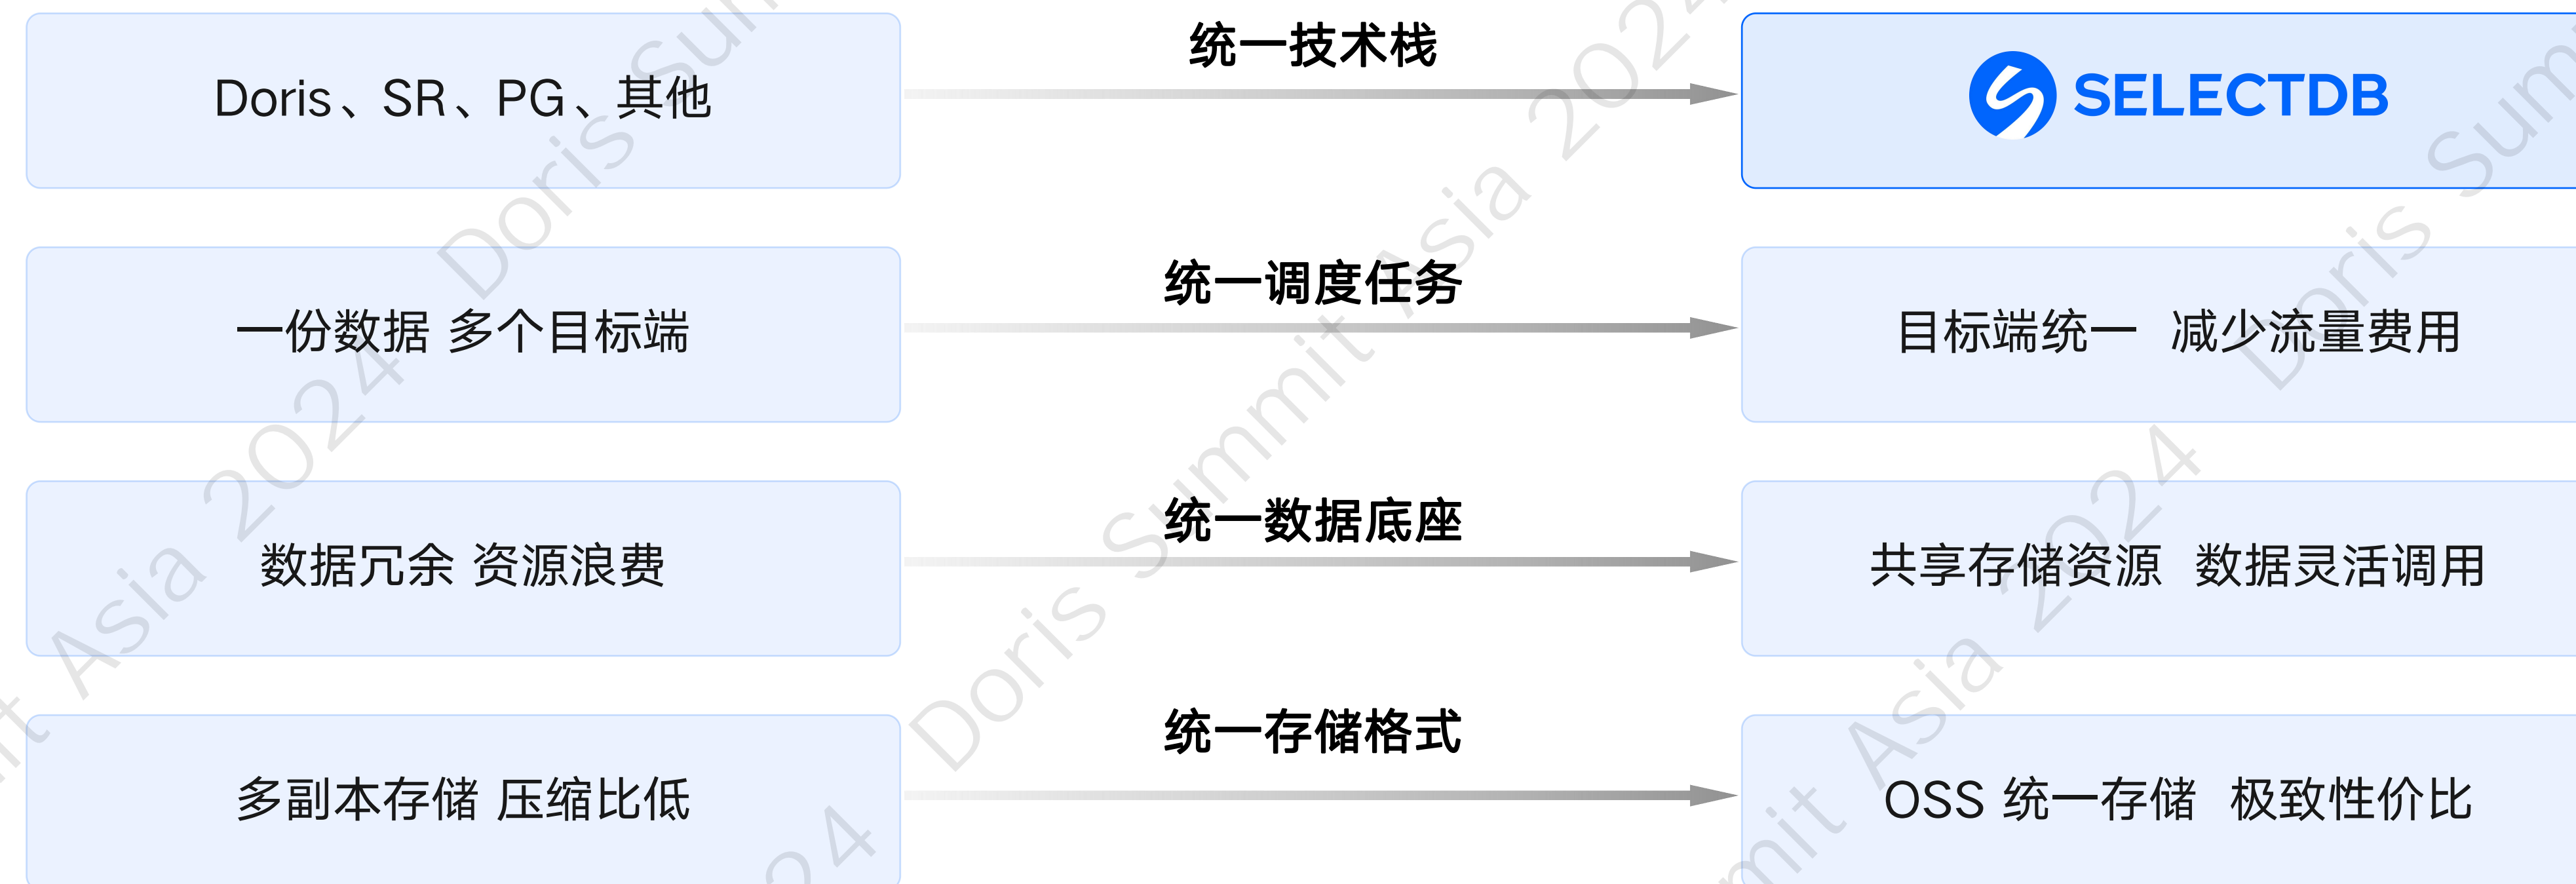 Doris、SR、PG、其他
统一技术栈
SELECTDB
一份数据 多个目标端
统一调度任务
目标端统一 减少流量费用
数据冗余 资源浪费
统一数据底座
共享存储资源 数据灵活调用
多副本存储 压缩比低
统一存储格式
OSS 统一存储 极致性价比
Doris Summit Asia 2024